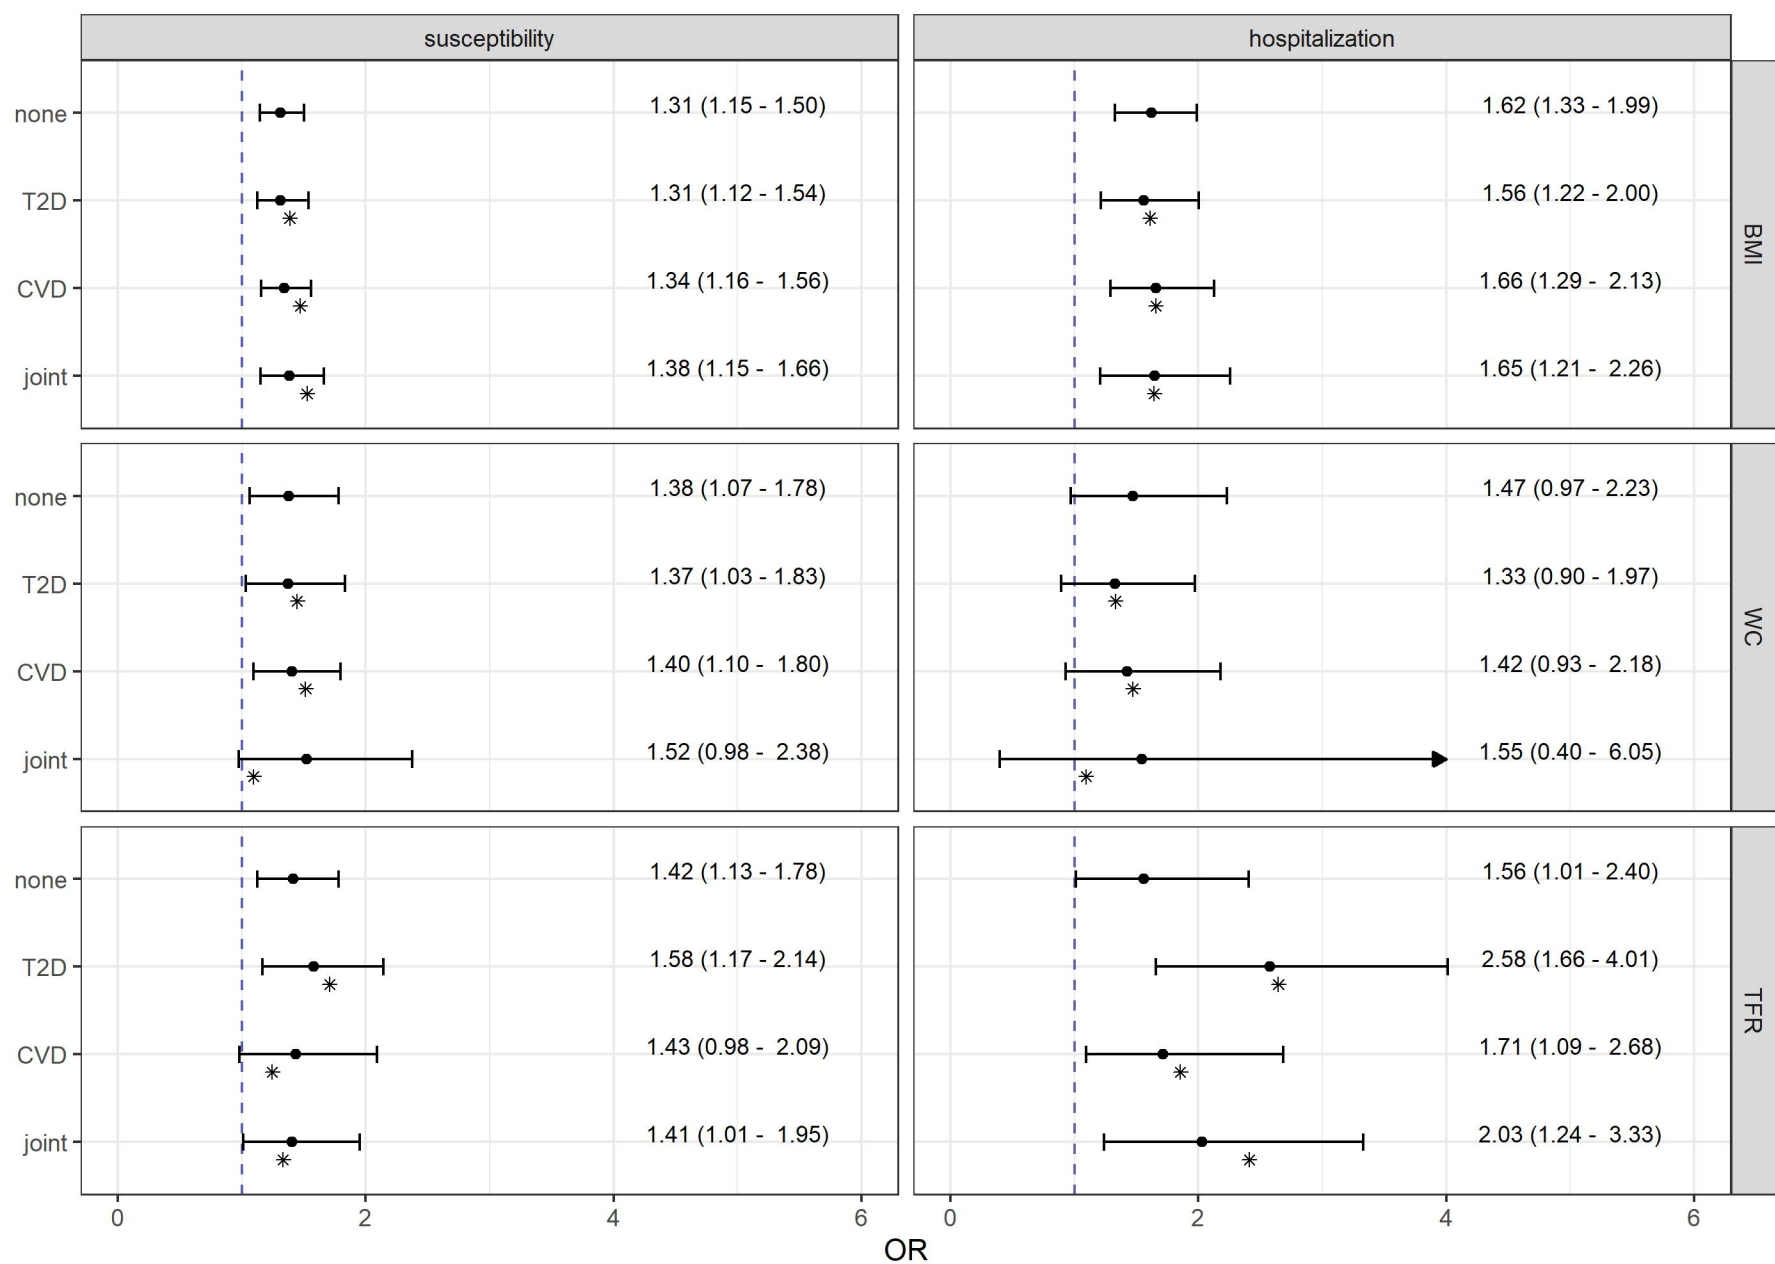 susceptibility hospitalization
none 1.31 (1.15 - 1.50) 1.62 (1.33 - 1.99)
T2D 1.31 (1.12 - 1.54) 1.56 (1.22 - 2.00)
CVD 1.34 (1.16 - 1.56) 1.66 (1.29 - 2.13)
joint 1.38 (1.15 - 1.66) 1.65 (1.21 - 2.26)
BMI
none 1.38 (1.07 - 1.78) 1.47 (0.97 - 2.23)
T2D 1.37 (1.03 - 1.83) 1.33 (0.90 - 1.97)
CVD 1.40 (1.10 - 1.80) 1.42 (0.93 - 2.18)
joint 1.52 (0.98 - 2.38) 1.55 (0.40 - 6.05)
WC
none 1.42 (1.13 - 1.78) 1.56 (1.01 - 2.40)
T2D 1.58 (1.17 - 2.14) 2.58 (1.66 - 4.01)
CVD 1.43 (0.98 - 2.09) 1.71 (1.09 - 2.68)
joint 1.41 (1.01 - 1.95) 2.03 (1.24 - 3.33)
TFR
0 2 4 6 0 2 4 6
OR